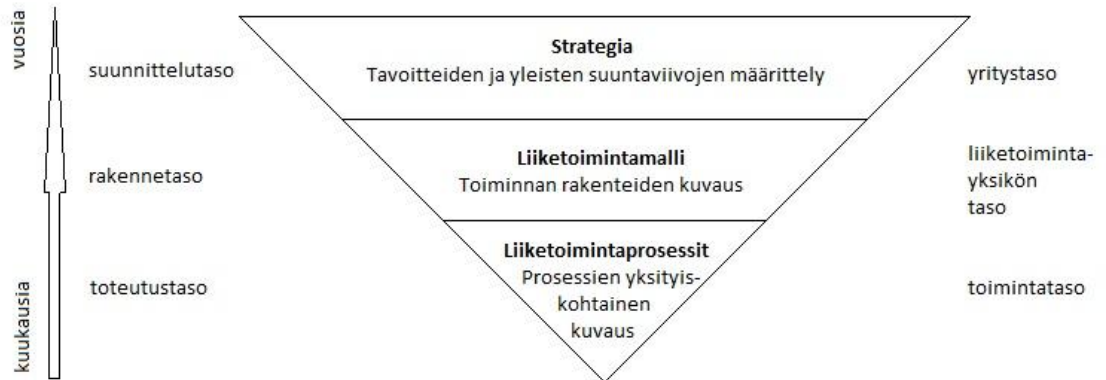 vuosia
suunnittelutaso
Strategia
Tavoitteiden ja yleisten suuntaviivojen määrittely
yritystaso
rakennetaso
Liiketoimintamalli
Toiminnan rakenteiden kuvaus
liiketoiminta-
yksikön
taso
kuukausia
toteutustaso
Liiketoimintaprosessit
Prosessien yksityis-
kohtainen
kuvaus
toimintataso